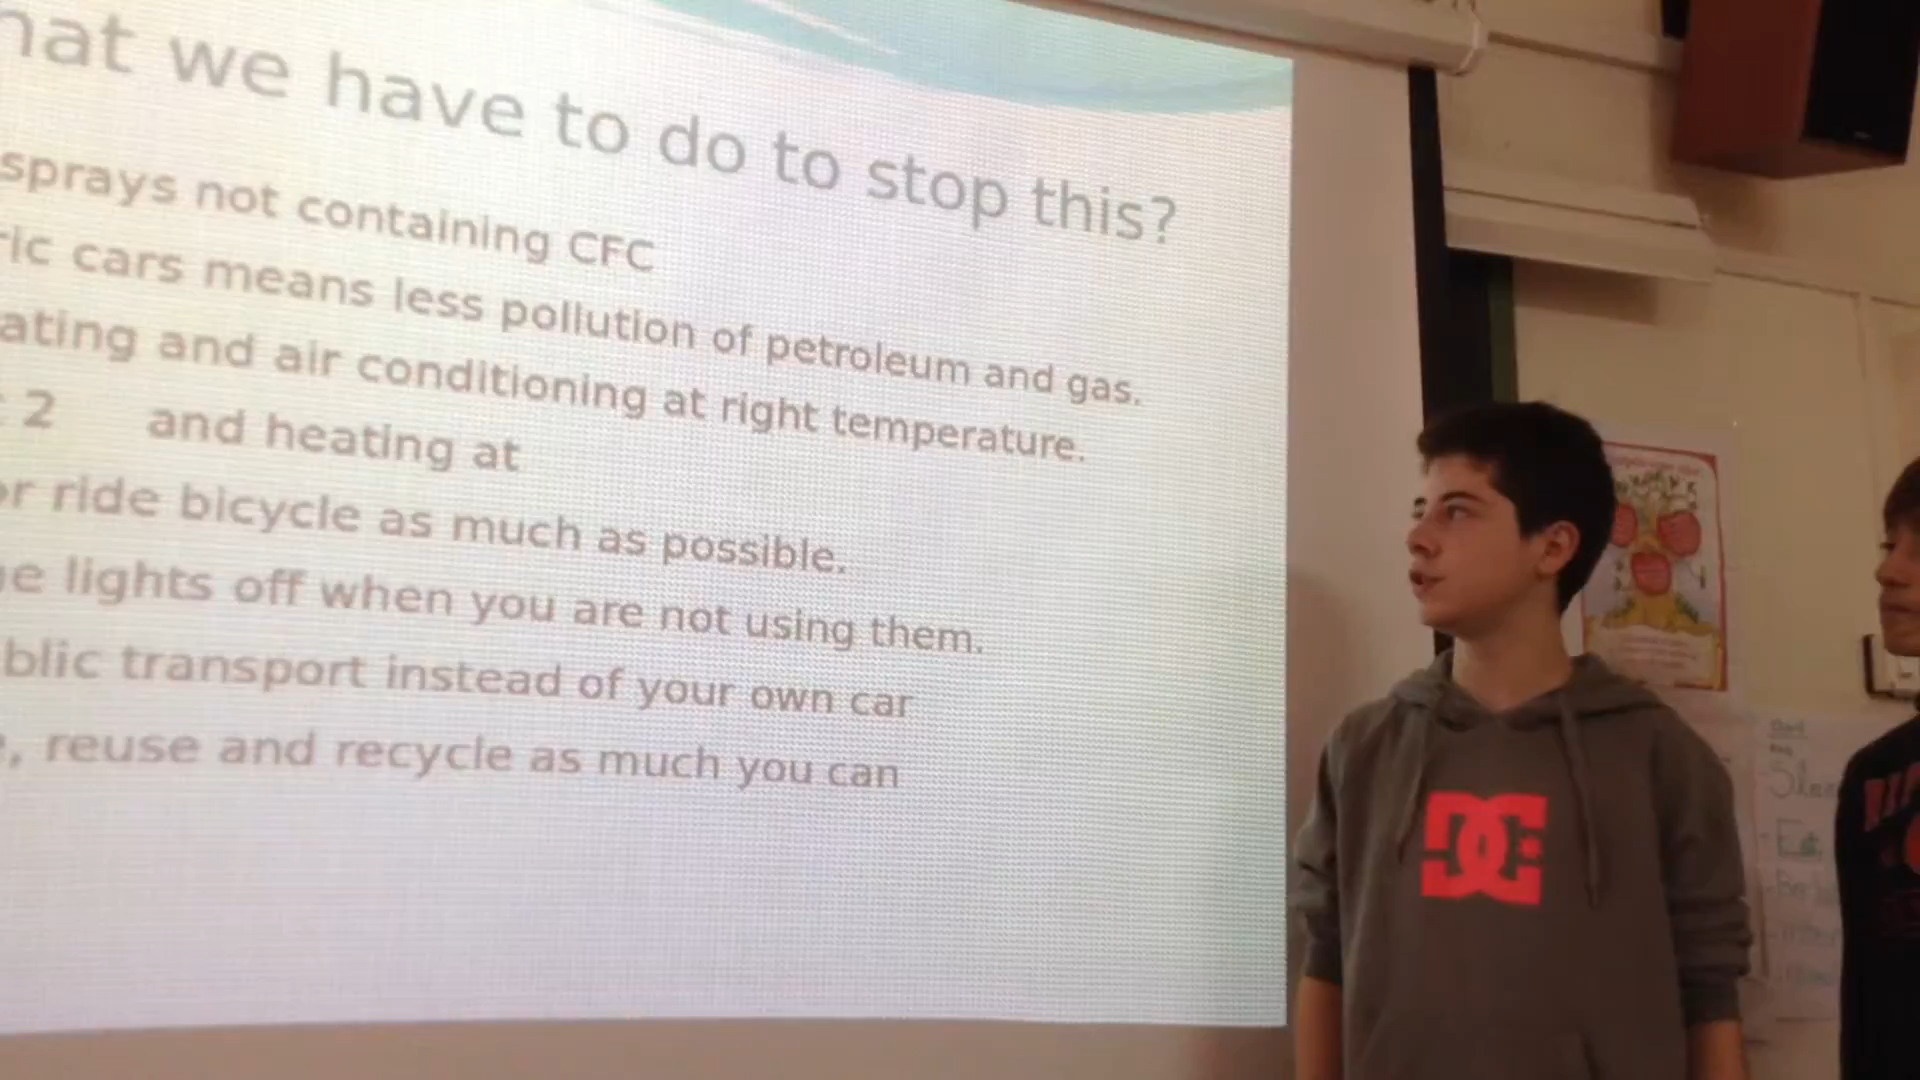 hat we have to do to stop this?
sprays not containing CFC
ric cars means less pollution of petroleum and gas.
ating and air conditioning at right temperature.
2 and heating at
or ride bicycle as much as possible.
e lights off when you are not using them.
blic transport instead of your own car
, reuse and recycle as much you can
DC
Eat